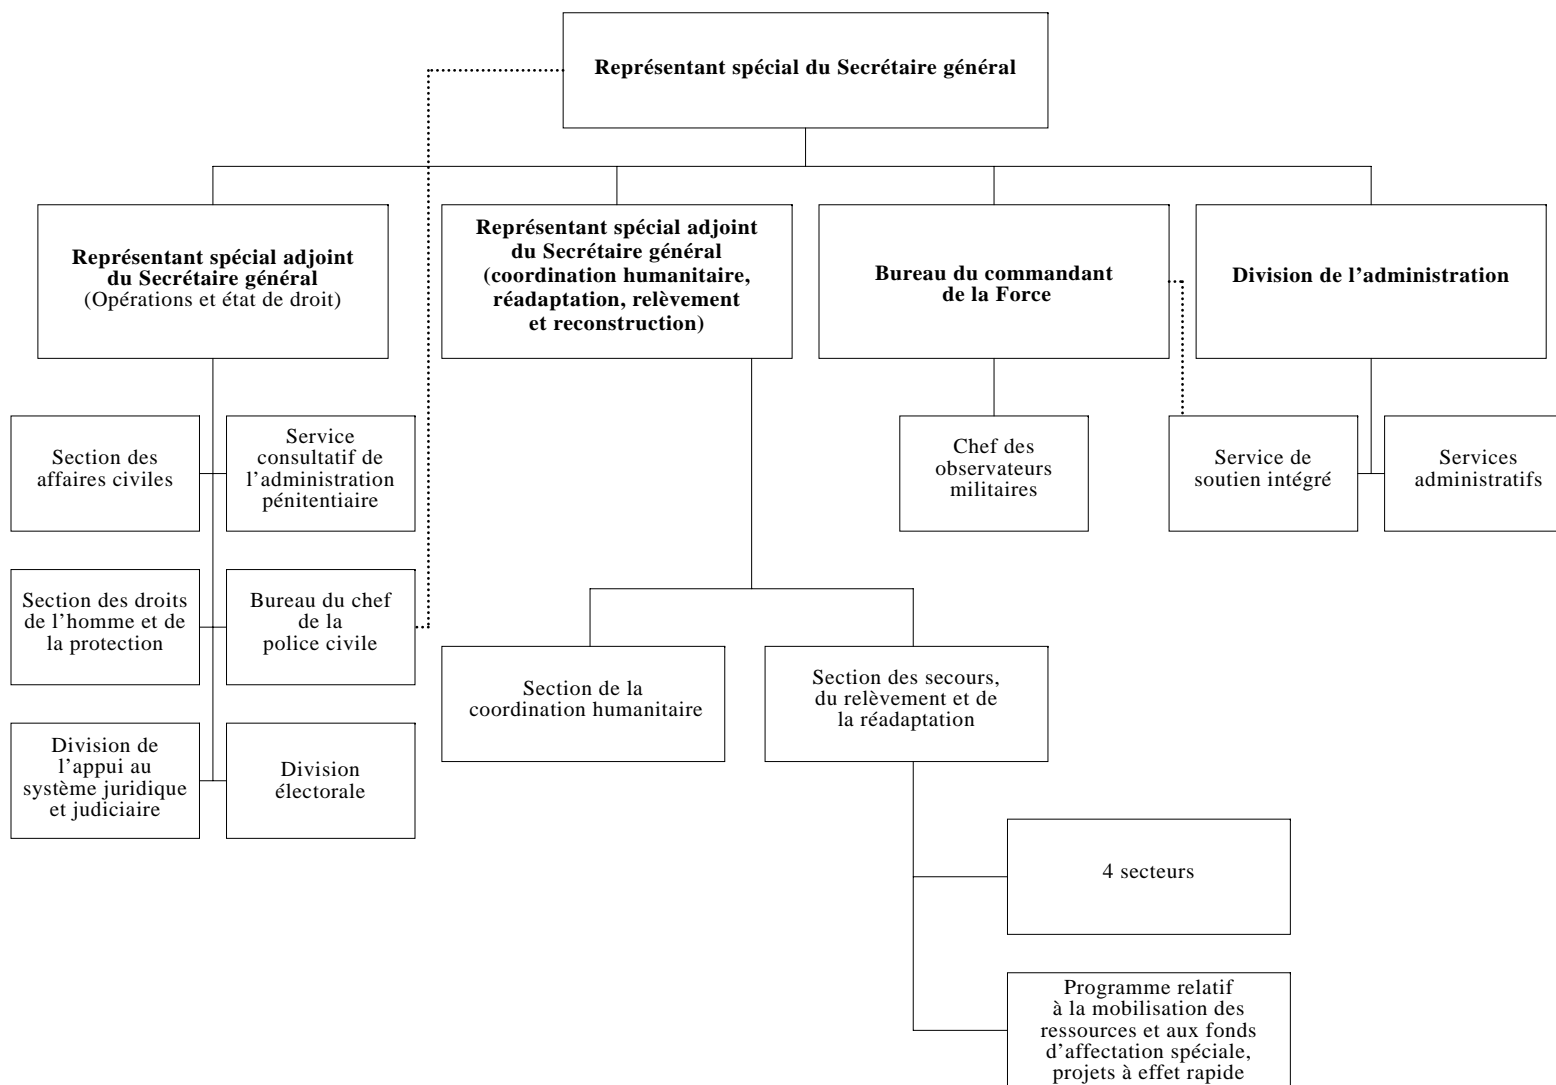 Représentant spécial du Secrétaire général
Représentant spécial adjoint
du Secrétaire général
(Opérations et état de droit)
Représentant spécial adjoint
du Secrétaire général
(coordination humanitaire,
réadaptation, relèvement
et reconstruction)
Bureau du commandant
de la Force
Division de l’administration
Section des
affaires civiles
Service
consultatif de
l’administration
pénitentiaire
Chef des
observateurs
militaires
Service de
soutien intégré
Services
administratifs
Section des droits
de l’homme et de
la protection
Bureau du chef
de la
police civile
Section de la
coordination humanitaire
Section des secours,
du relèvement et de
la réadaptation
Division de
l’appui au
système juridique
et judiciaire
Division
électorale
4 secteurs
Programme relatif
à la mobilisation des
ressources et aux fonds
d’affectation spéciale,
projets à effet rapide